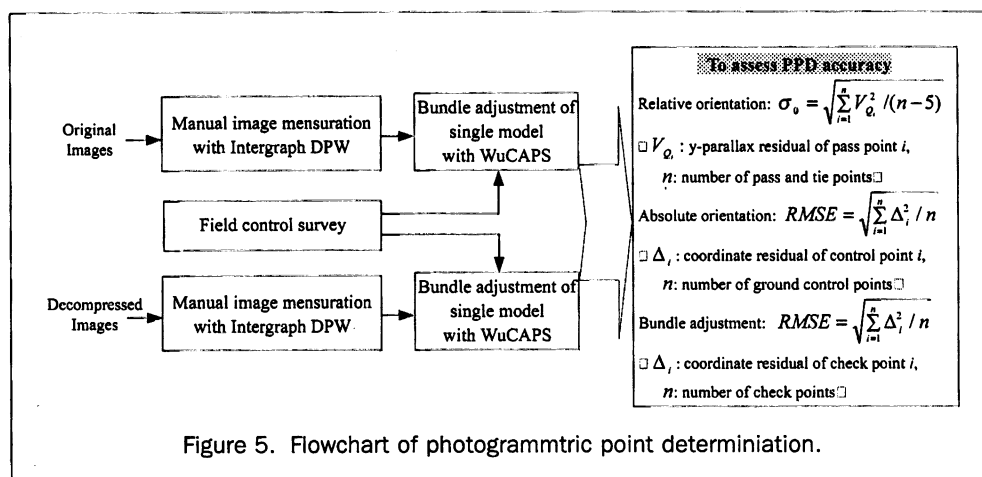 Original
Images
Manual image mensuration
with Intergraph DPW
Bundle adjustment of
single model
with WuCAPS
Field control survey
Decompressed
Images
Manual image mensuration
with Intergraph DPW
Bundle adjustment of
single model
with WuCAPS
To assess PPD accuracy
Relative orientation: σ₀ = √(∑ᵢ₌₁ⁿ V²_Qᵢ /(n−5))
□ V_Qᵢ : y-parallax residual of pass point i,
n: number of pass and tie points□
Absolute orientation: RMSE = √(∑ᵢ₌₁ⁿ Δᵢ² / n)
□ Δᵢ : coordinate residual of control point i,
n: number of ground control points□
Bundle adjustment: RMSE = √(∑ᵢ₌₁ⁿ Δᵢ² / n)
□ Δᵢ : coordinate residual of check point i,
n: number of check points□
Figure 5. Flowchart of photogrammtric point determiniation.